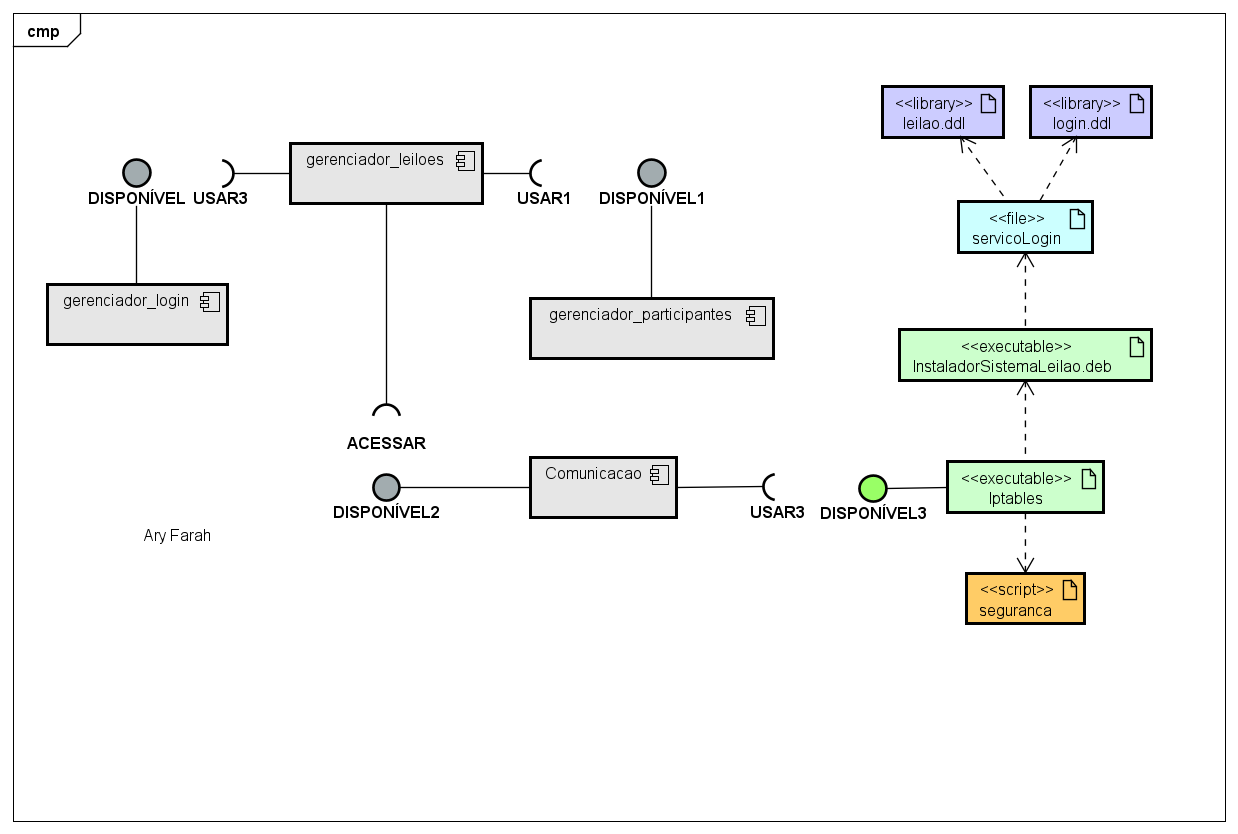 cmp
<<library>>
leilao.ddl
<<library>>
login.ddl
gerenciador_leiloes
DISPONÍVEL
USAR3
USAR1
DISPONÍVEL1
<<file>>
servicoLogin
gerenciador_login
gerenciador_participantes
<<executable>>
InstaladorSistemaLeilao.deb
ACESSAR
Comunicacao
<<executable>>
Iptables
DISPONÍVEL2
USAR3
DISPONÍVEL3
Ary Farah
<<script>>
seguranca